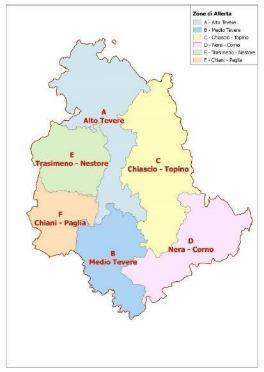 Zone di Allerta
A - Alto Tevere
B - Medio Tevere
C - Chiascio - Topino
D - Nera - Corno
E - Trasimeno - Nestore
F - Chiani - Paglia
A
Alto Tevere
E
Trasimeno - Nestore
C
Chiascio - Topino
F
Chiani - Paglia
D
Nera - Corno
B
Medio Tevere